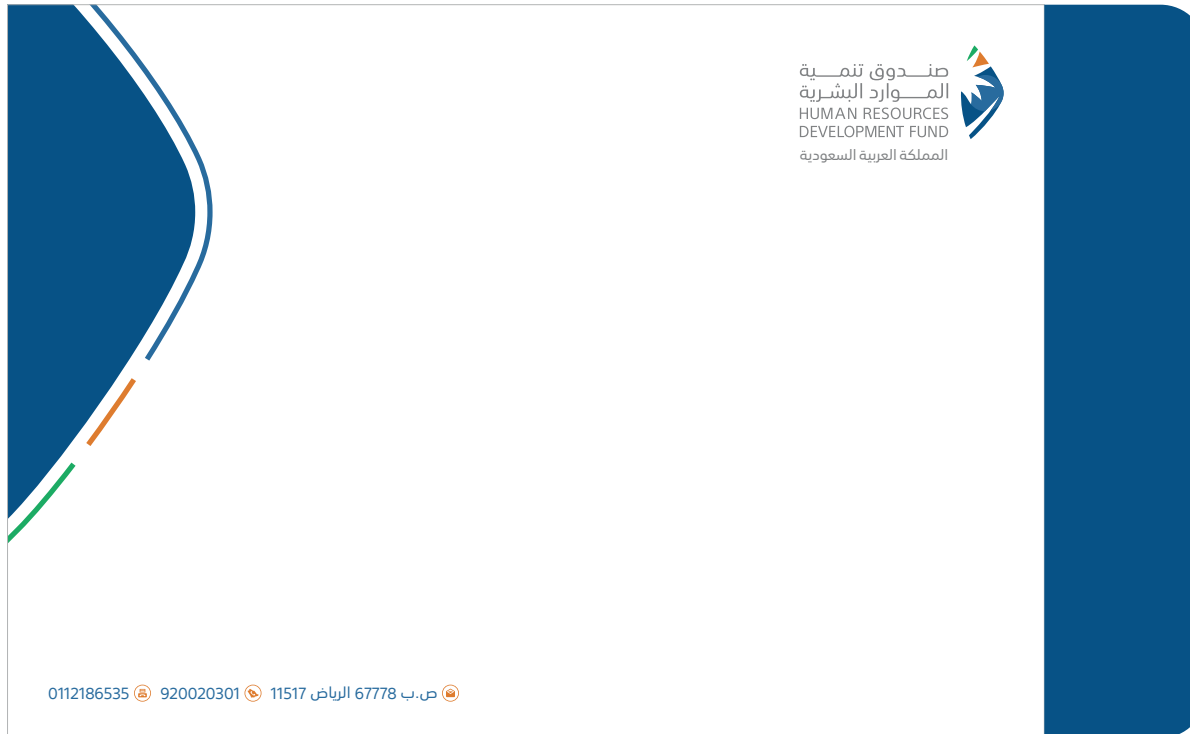 صنـــدوق تنمـــية
المـــوارد البشـرية
HUMAN RESOURCES
DEVELOPMENT FUND
المملكة العربية السعودية
ص.ب 67778 الرياض 11517 920020301 0112186535